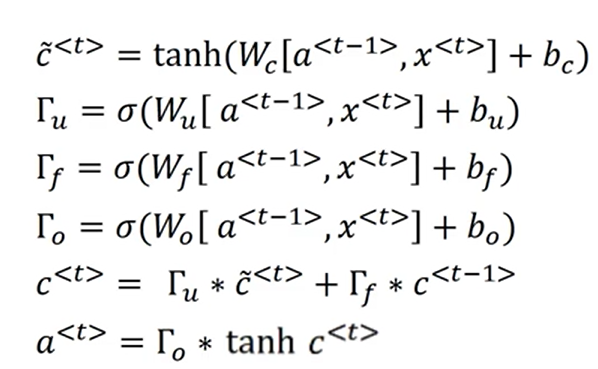 c̃^{<t>} = tanh(W_c[a^{<t−1>}, x^{<t>}] + b_c)
Γ_u = σ(W_u[ a^{<t−1>}, x^{<t>}] + b_u)
Γ_f = σ(W_f[ a^{<t−1>}, x^{<t>}] + b_f)
Γ_o = σ(W_o[ a^{<t−1>}, x^{<t>}] + b_o)
c^{<t>} = Γ_u * c̃^{<t>} + Γ_f * c^{<t−1>}
a^{<t>} = Γ_o * tanh c^{<t>}